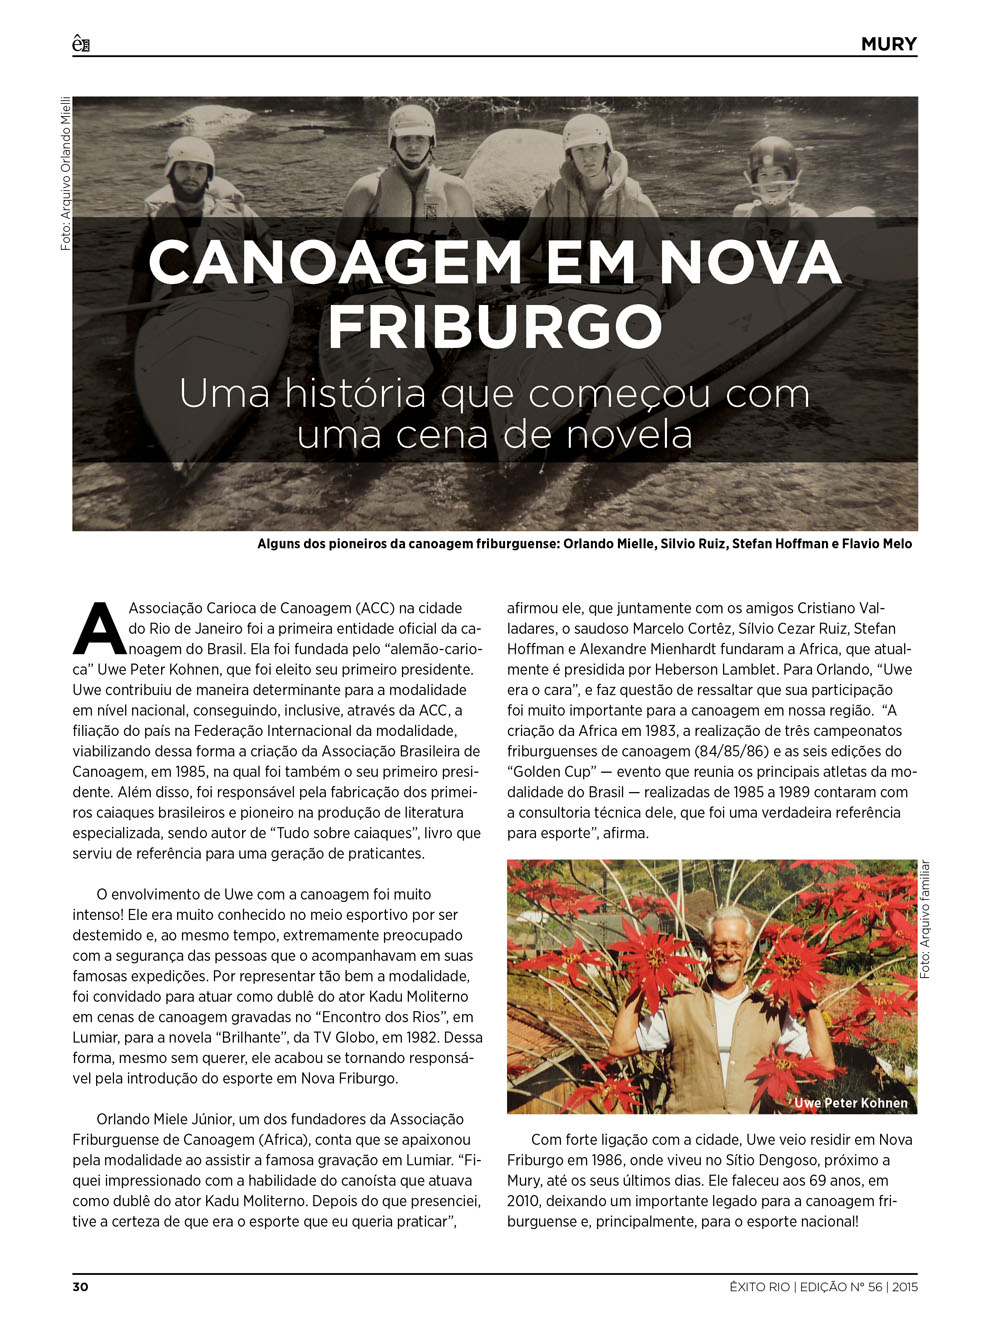 MURY
Foto: Arquivo Orlando Mielli
CANOAGEM EM NOVA
FRIBURGO
Uma história que começou com
uma cena de novela
Alguns dos pioneiros da canoagem friburguense: Orlando Mielle, Silvio Ruiz, Stefan Hoffman e Flavio Melo
A Associação Carioca de Canoagem (ACC) na cidade
do Rio de Janeiro foi a primeira entidade oficial da ca-
noagem do Brasil. Ela foi fundada pelo “alemão-cario-
ca” Uwe Peter Kohnen, que foi eleito seu primeiro presidente.
Uwe contribuiu de maneira determinante para a modalidade
em nível nacional, conseguindo, inclusive, através da ACC, a
filiação do país na Federação Internacional da modalidade,
viabilizando dessa forma a criação da Associação Brasileira de
Canoagem, em 1985, na qual foi também o seu primeiro presi-
dente. Além disso, foi responsável pela fabricação dos primei-
ros caiaques brasileiros e pioneiro na produção de literatura
especializada, sendo autor de “Tudo sobre caiaques”, livro que
serviu de referência para uma geração de praticantes.
O envolvimento de Uwe com a canoagem foi muito
intenso! Ele era muito conhecido no meio esportivo por ser
destemido e, ao mesmo tempo, extremamente preocupado
com a segurança das pessoas que o acompanhavam em suas
famosas expedições. Por representar tão bem a modalidade,
foi convidado para atuar como dublê do ator Kadu Moliterno
em cenas de canoagem gravadas no “Encontro dos Rios”, em
Lumiar, para a novela “Brilhante”, da TV Globo, em 1982. Dessa
forma, mesmo sem querer, ele acabou se tornando responsá-
vel pela introdução do esporte em Nova Friburgo.
Orlando Miele Júnior, um dos fundadores da Associação
Friburguense de Canoagem (Africa), conta que se apaixonou
pela modalidade ao assistir a famosa gravação em Lumiar. “Fi-
quei impressionado com a habilidade do canoísta que atuava
como dublê do ator Kadu Moliterno. Depois do que presenciei,
tive a certeza de que era o esporte que eu queria praticar”,
afirmou ele, que juntamente com os amigos Cristiano Val-
ladares, o saudoso Marcelo Cortêz, Sílvio Cezar Ruiz, Stefan
Hoffman e Alexandre Mienhardt fundaram a Africa, que atual-
mente é presidida por Heberson Lamblet. Para Orlando, “Uwe
era o cara”, e faz questão de ressaltar que sua participação
foi muito importante para a canoagem em nossa região. “A
criação da Africa em 1983, a realização de três campeonatos
friburguenses de canoagem (84/85/86) e as seis edições do
“Golden Cup” — evento que reunia os principais atletas da mo-
dalidade do Brasil — realizadas de 1985 a 1989 contaram com
a consultoria técnica dele, que foi uma verdadeira referência
para esporte”, afirma.
Foto: Arquivo familiar
Uwe Peter Kohnen
Com forte ligação com a cidade, Uwe veio residir em Nova
Friburgo em 1986, onde viveu no Sítio Dengoso, próximo a
Mury, até os seus últimos dias. Ele faleceu aos 69 anos, em
2010, deixando um importante legado para a canoagem fri-
burguense e, principalmente, para o esporte nacional!
30
ÊXITO RIO | EDIÇÃO N° 56 | 2015